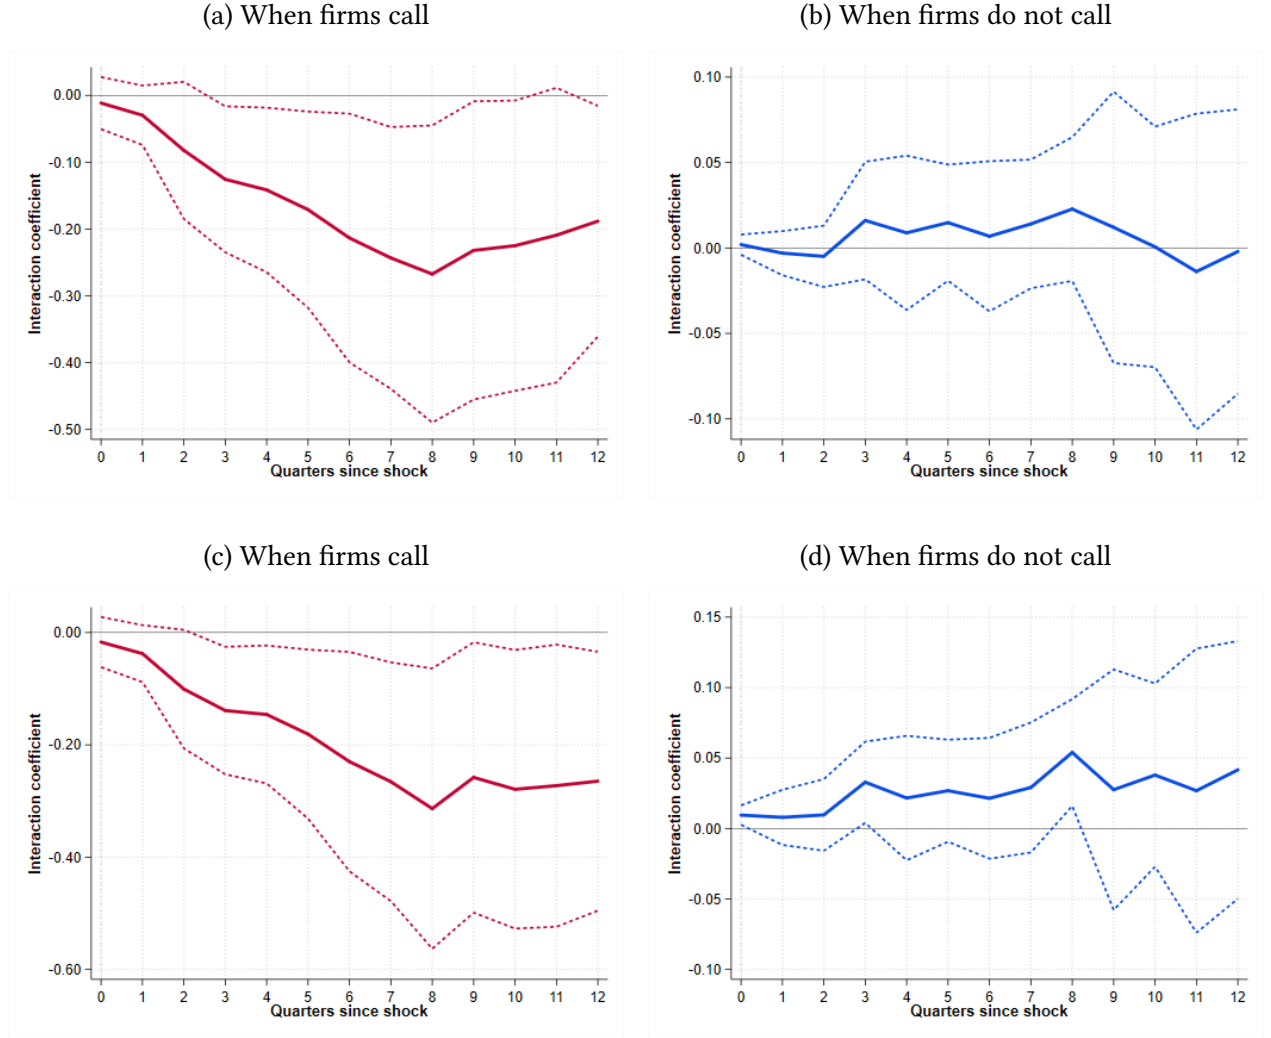 (a) When firms call
(b) When firms do not call
0.00
-0.10
-0.20
-0.30
-0.40
-0.50
Interaction coefficient
0 1 2 3 4 5 6 7 8 9 10 11 12
Quarters since shock
0.10
0.05
0.00
-0.05
-0.10
Interaction coefficient
0 1 2 3 4 5 6 7 8 9 10 11 12
Quarters since shock
(c) When firms call
(d) When firms do not call
0.00
-0.20
-0.40
-0.60
Interaction coefficient
0 1 2 3 4 5 6 7 8 9 10 11 12
Quarters since shock
0.15
0.10
0.05
0.00
-0.05
-0.10
Interaction coefficient
0 1 2 3 4 5 6 7 8 9 10 11 12
Quarters since shock